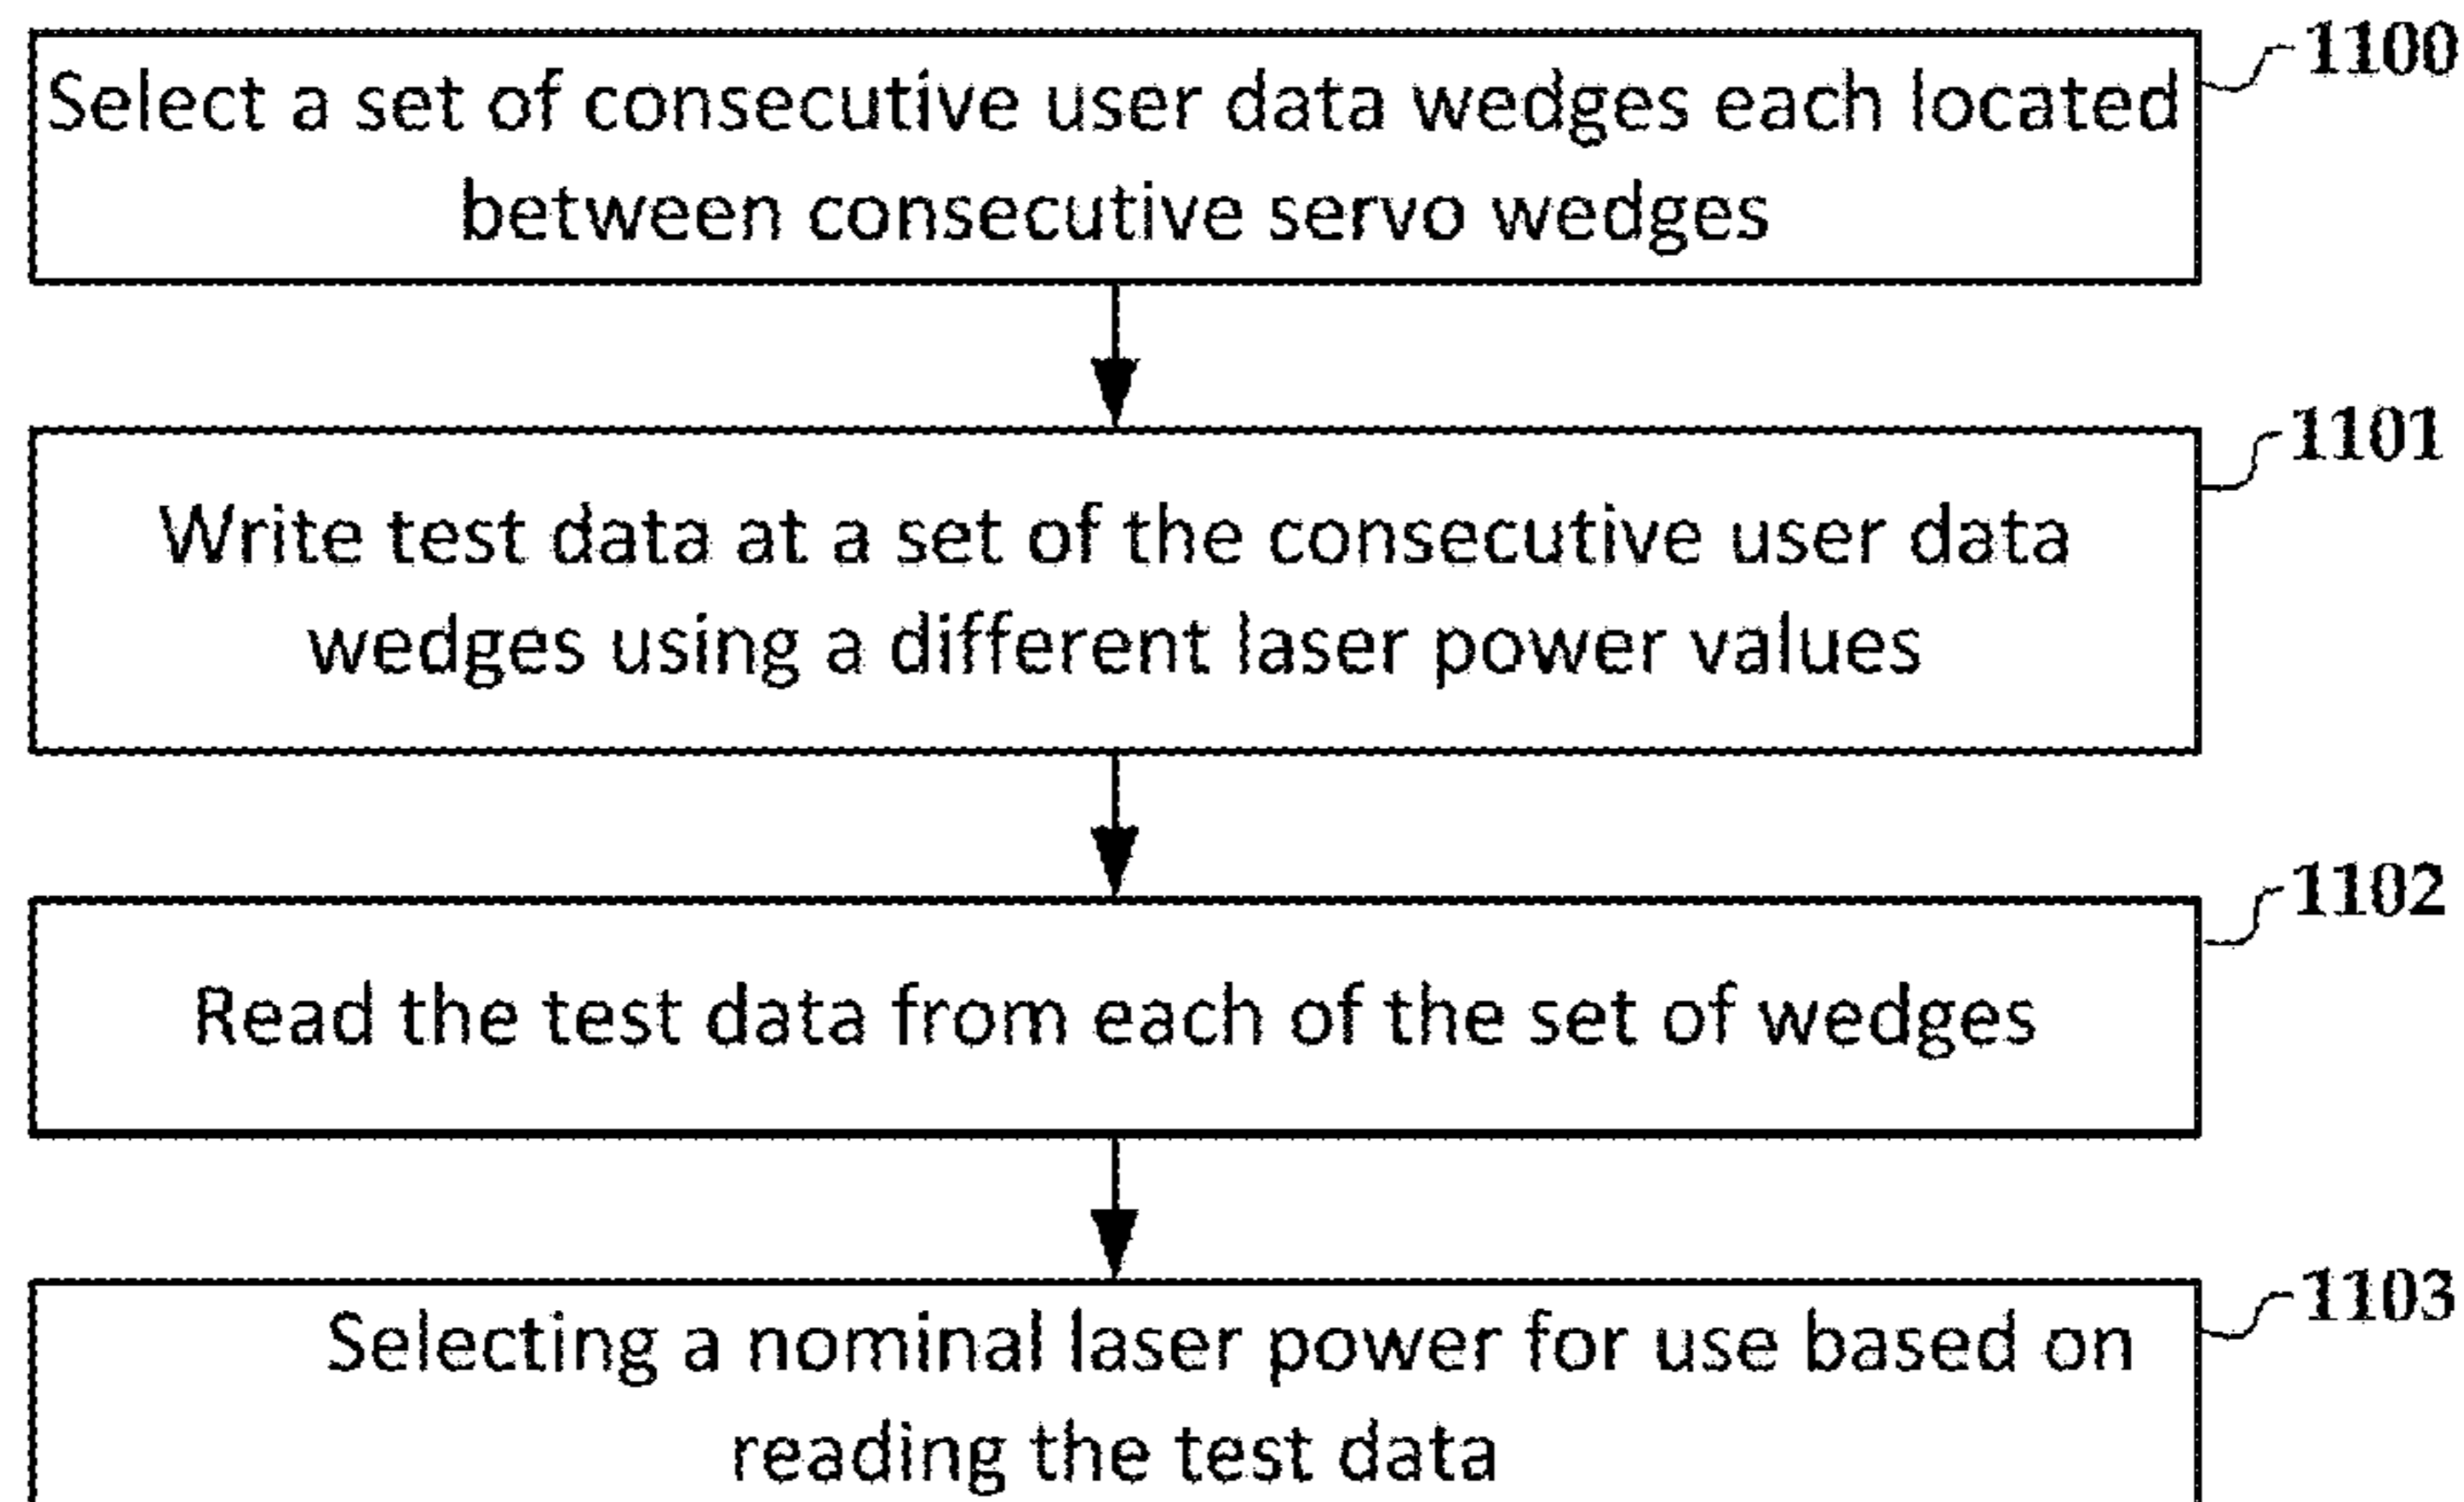 1100
Select a set of consecutive user data wedges each located
between consecutive servo wedges
1101
Write test data at a set of the consecutive user data
wedges using a different laser power values
1102
Read the test data from each of the set of wedges
1103
Selecting a nominal laser power for use based on
reading the test data